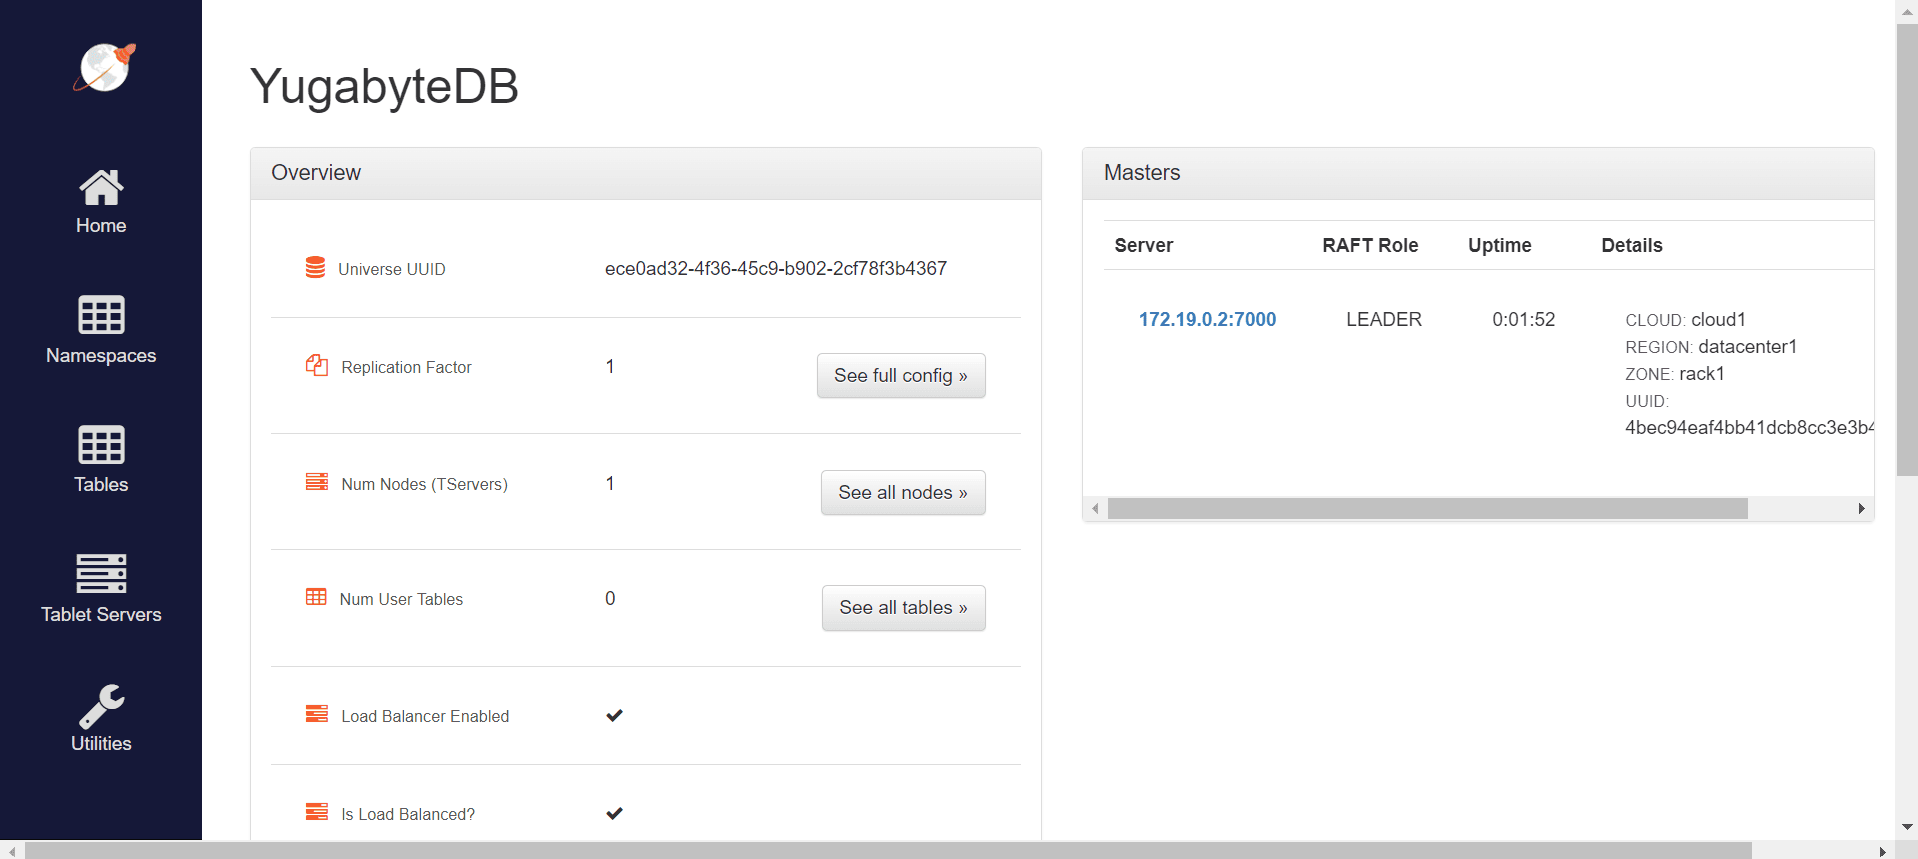 YugabyteDB
Home
Namespaces
Tables
Tablet Servers
Utilities
Overview
Universe UUID ece0ad32-4f36-45c9-b902-2cf78f3b4367
Replication Factor 1 See full config »
Num Nodes (TServers) 1 See all nodes »
Num User Tables 0 See all tables »
Load Balancer Enabled ✔
Is Load Balanced? ✔
Masters
Server RAFT Role Uptime Details
172.19.0.2:7000 LEADER 0:01:52 CLOUD: cloud1
REGION: datacenter1
ZONE: rack1
UUID:
4bec94eaf4bb41dcb8cc3e3b4